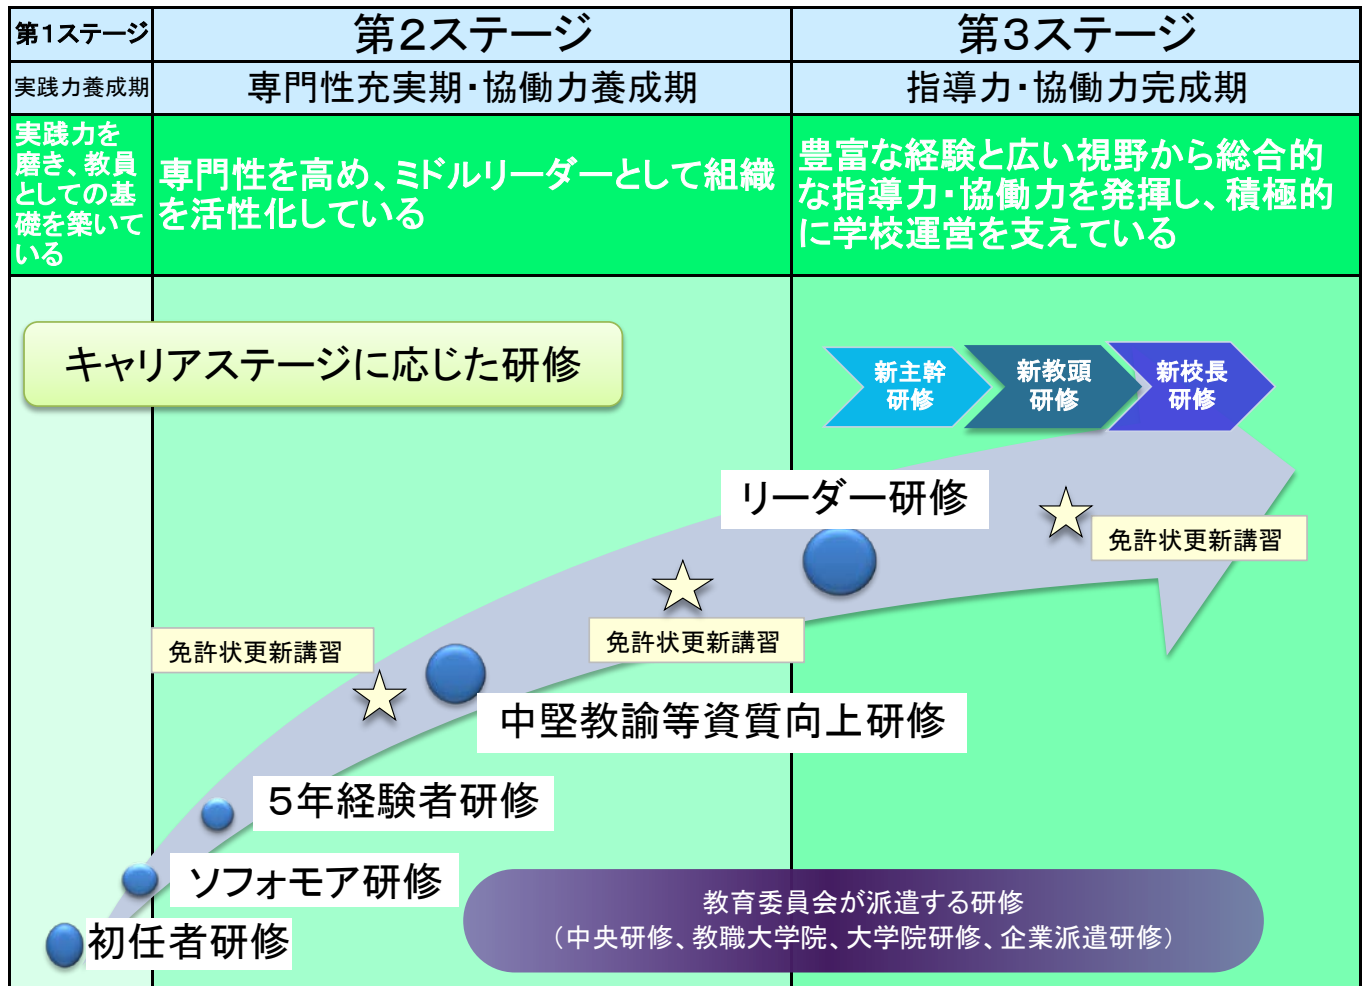 第1ステージ
第2ステージ
第3ステージ
実践力養成期
専門性充実期・協働力養成期
指導力・協働力完成期
実践力を
磨き、教員
としての基
礎を築いて
いる
専門性を高め、ミドルリーダーとして組織
を活性化している
豊富な経験と広い視野から総合的
な指導力・協働力を発揮し、積極的
に学校運営を支えている
キャリアステージに応じた研修
新主幹
研修
新教頭
研修
新校長
研修
リーダー研修
免許状更新講習
免許状更新講習
免許状更新講習
中堅教諭等資質向上研修
5年経験者研修
ソフォモア研修
初任者研修
教育委員会が派遣する研修
（中央研修、教職大学院、大学院研修、企業派遣研修）